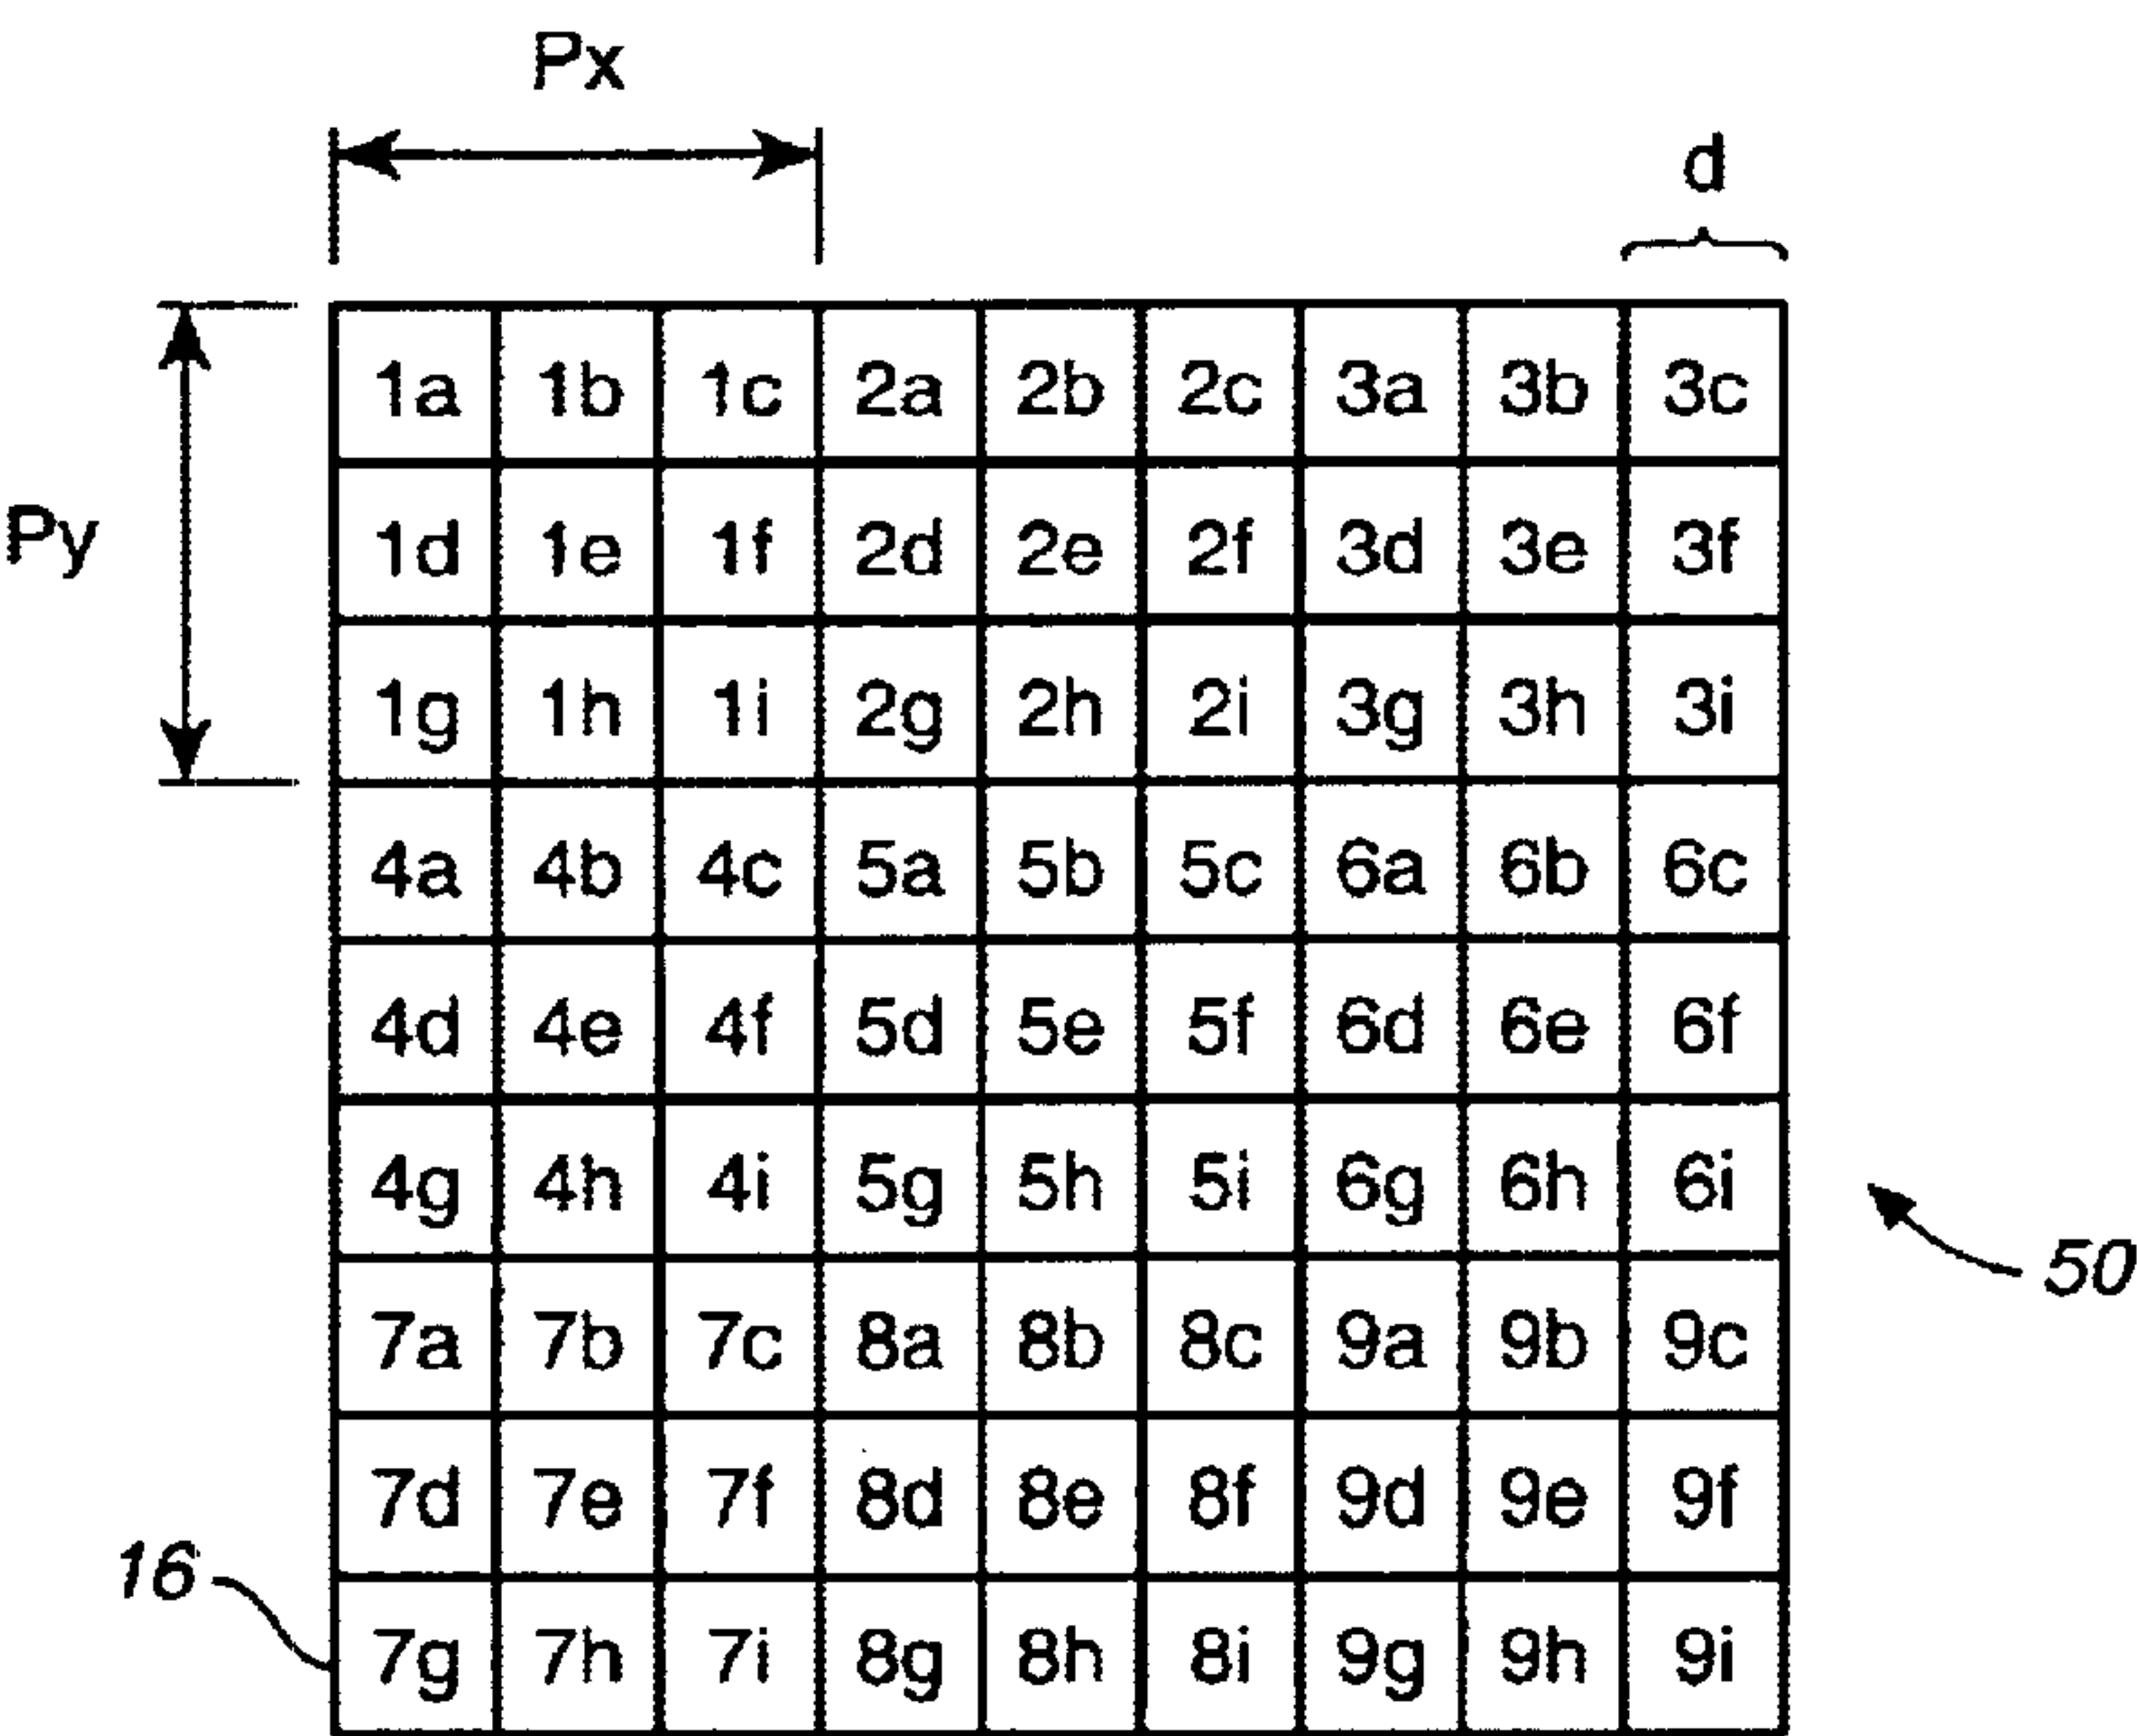 Px
d
Py
1a 1b 1c 2a 2b 2c 3a 3b 3c
1d 1e 1f 2d 2e 2f 3d 3e 3f
1g 1h 1i 2g 2h 2i 3g 3h 3i
4a 4b 4c 5a 5b 5c 6a 6b 6c
4d 4e 4f 5d 5e 5f 6d 6e 6f
4g 4h 4i 5g 5h 5i 6g 6h 6i
50
7a 7b 7c 8a 8b 8c 9a 9b 9c
7d 7e 7f 8d 8e 8f 9d 9e 9f
16
7g 7h 7i 8g 8h 8i 9g 9h 9i